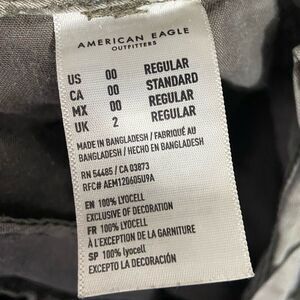 AMERICAN EAGLE
OUTFITTERS
US 00 REGULAR
CA 00 STANDARD
MX 00 REGULAR
UK 2 REGULAR
MADE IN BANGLADESH / FABRIQUÉ AU
BANGLADESH / HECHO EN BANGLADESH
RN 54485 / CA 03873
RFC# AEM120605U9A
EN 100% LYOCELL
EXCLUSIVE OF DECORATION
FR 100% LYOCELL
À L'EXCEPTION DE LA GARNITURE
SP 100% lyocell
EXCEPTO LA DECORACIÓN